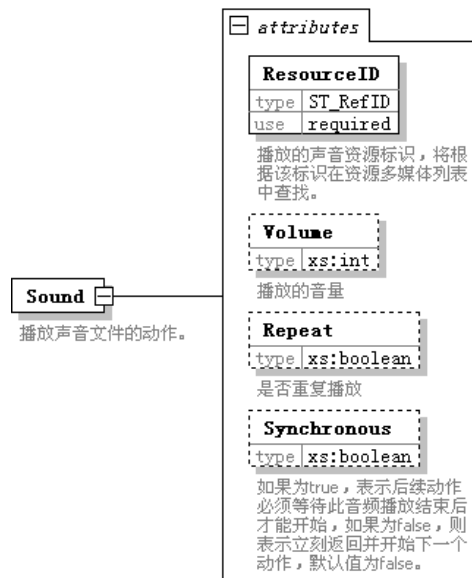 attributes
ResourceID
type ST_RefID
use required
播放的声音资源标识，将根
据该标识在资源多媒体列表
中查找。
Volume
type xs:int
播放的音量
Sound
播放声音文件的动作。
Repeat
type xs:boolean
是否重复播放
Synchronous
type xs:boolean
如果为true，表示后续动作
必须等待此音频播放结束后
才能开始，如果为false，则
表示立刻返回并开始下一个
动作，默认值为false。